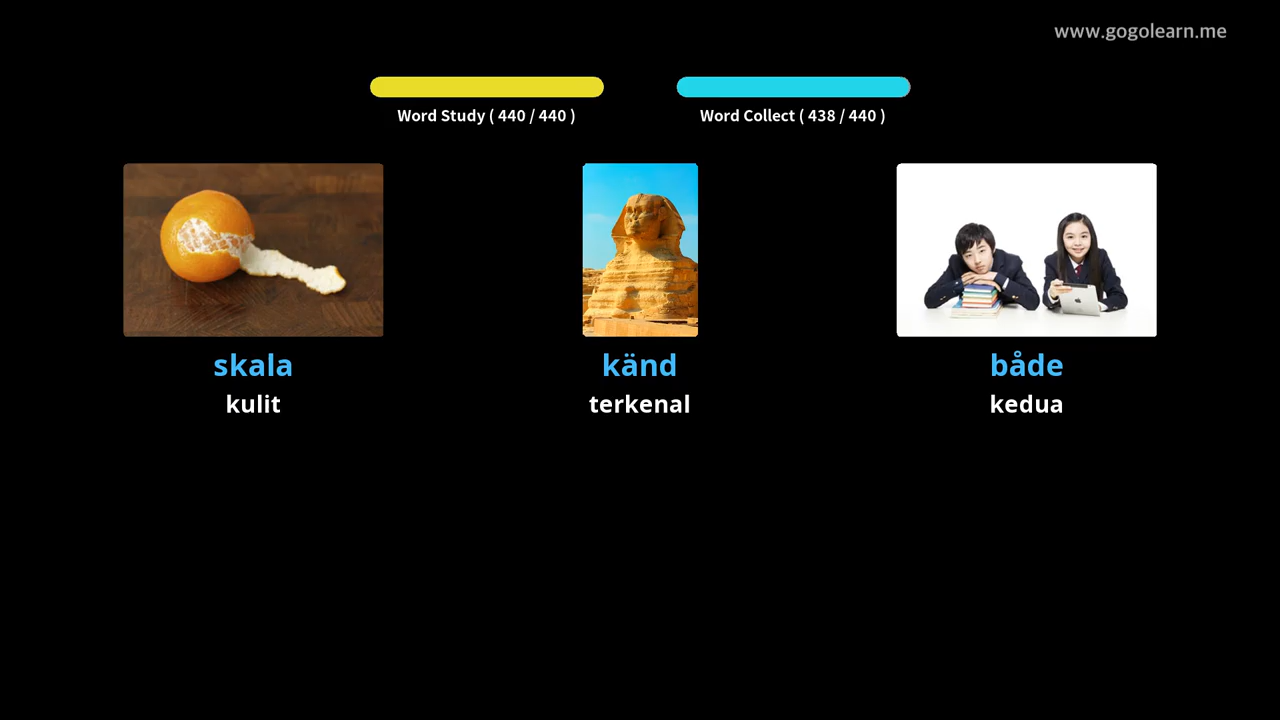 www.gogolearn.me
Word Study ( 440 / 440 )
Word Collect ( 438 / 440 )
skala
känd
både
kulit
terkenal
kedua